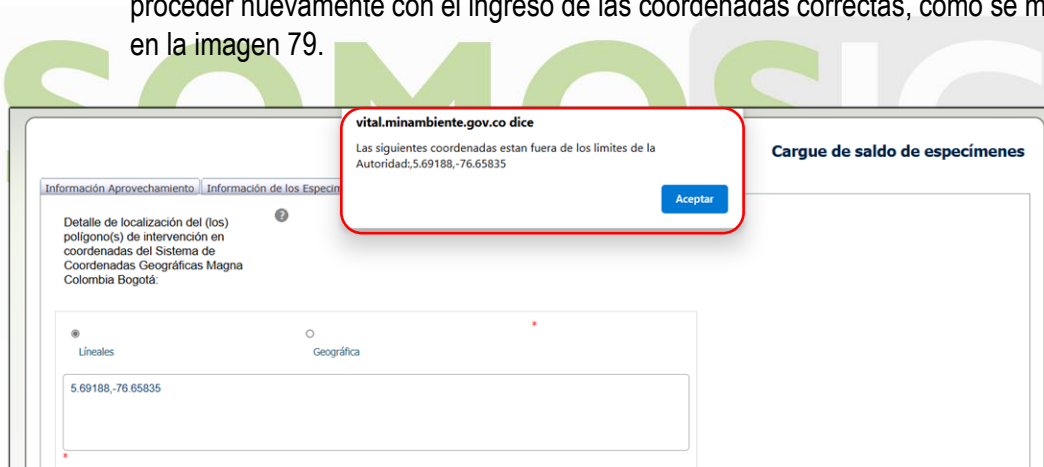 proceder nuevamente con el ingreso de las coordenadas correctas, como se m
en la imagen 79.
SOMOS
vital.minambiente.gov.co dice
Las siguientes coordenadas estan fuera de los limites de la
Autoridad:,5.69188,-76.65835
Aceptar
Cargue de saldo de especímenes
Información Aprovechamiento
Información de los Especím
Detalle de localización del (los)
polígono(s) de intervención en
coordenadas del Sistema de
Coordenadas Geográficas Magna
Colombia Bogotá:
?
*
Líneales
Geográfica
5.69188,-76.65835
*